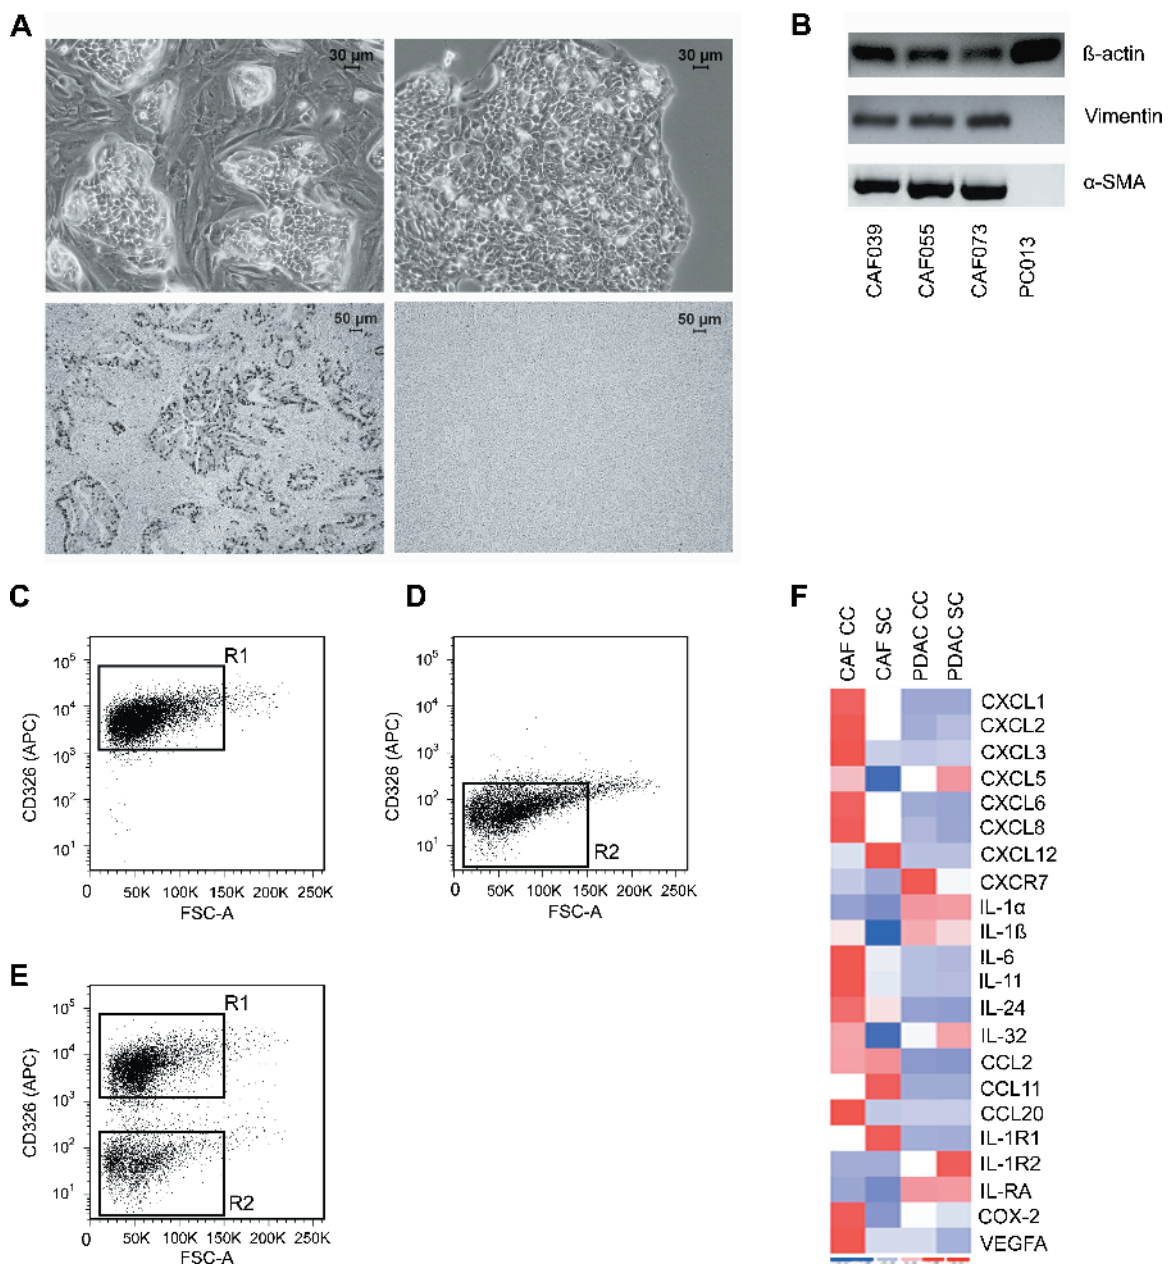 A
30 µm
30 µm
50 µm
50 µm
B
ß-actin
Vimentin
α-SMA
CAF039
CAF055
CAF073
PC013
C
CD326 (APC)
10⁵
10⁴
10³
10²
10¹
R1
0 50K 100K 150K 200K 250K
FSC-A
D
CD326 (APC)
10⁵
10⁴
10³
10²
10¹
R2
0 50K 100K 150K 200K 250K
FSC-A
E
CD326 (APC)
10⁵
10⁴
10³
10²
10¹
R1
R2
0 50K 100K 150K 200K 250K
FSC-A
F
CAF CC
CAF SC
PDAC CC
PDAC SC
CXCL1
CXCL2
CXCL3
CXCL5
CXCL6
CXCL8
CXCL12
CXCR7
IL-1α
IL-1ß
IL-6
IL-11
IL-24
IL-32
CCL2
CCL11
CCL20
IL-1R1
IL-1R2
IL-RA
COX-2
VEGFA